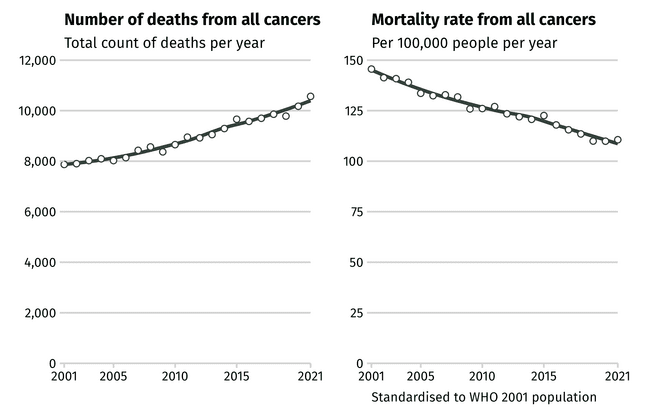 Number of deaths from all cancers
Total count of deaths per year
12,000
10,000
8,000
6,000
4,000
2,000
0
2001 2005 2010 2015 2021
Mortality rate from all cancers
Per 100,000 people per year
150
125
100
75
50
25
0
2001 2005 2010 2015 2021
Standardised to WHO 2001 population